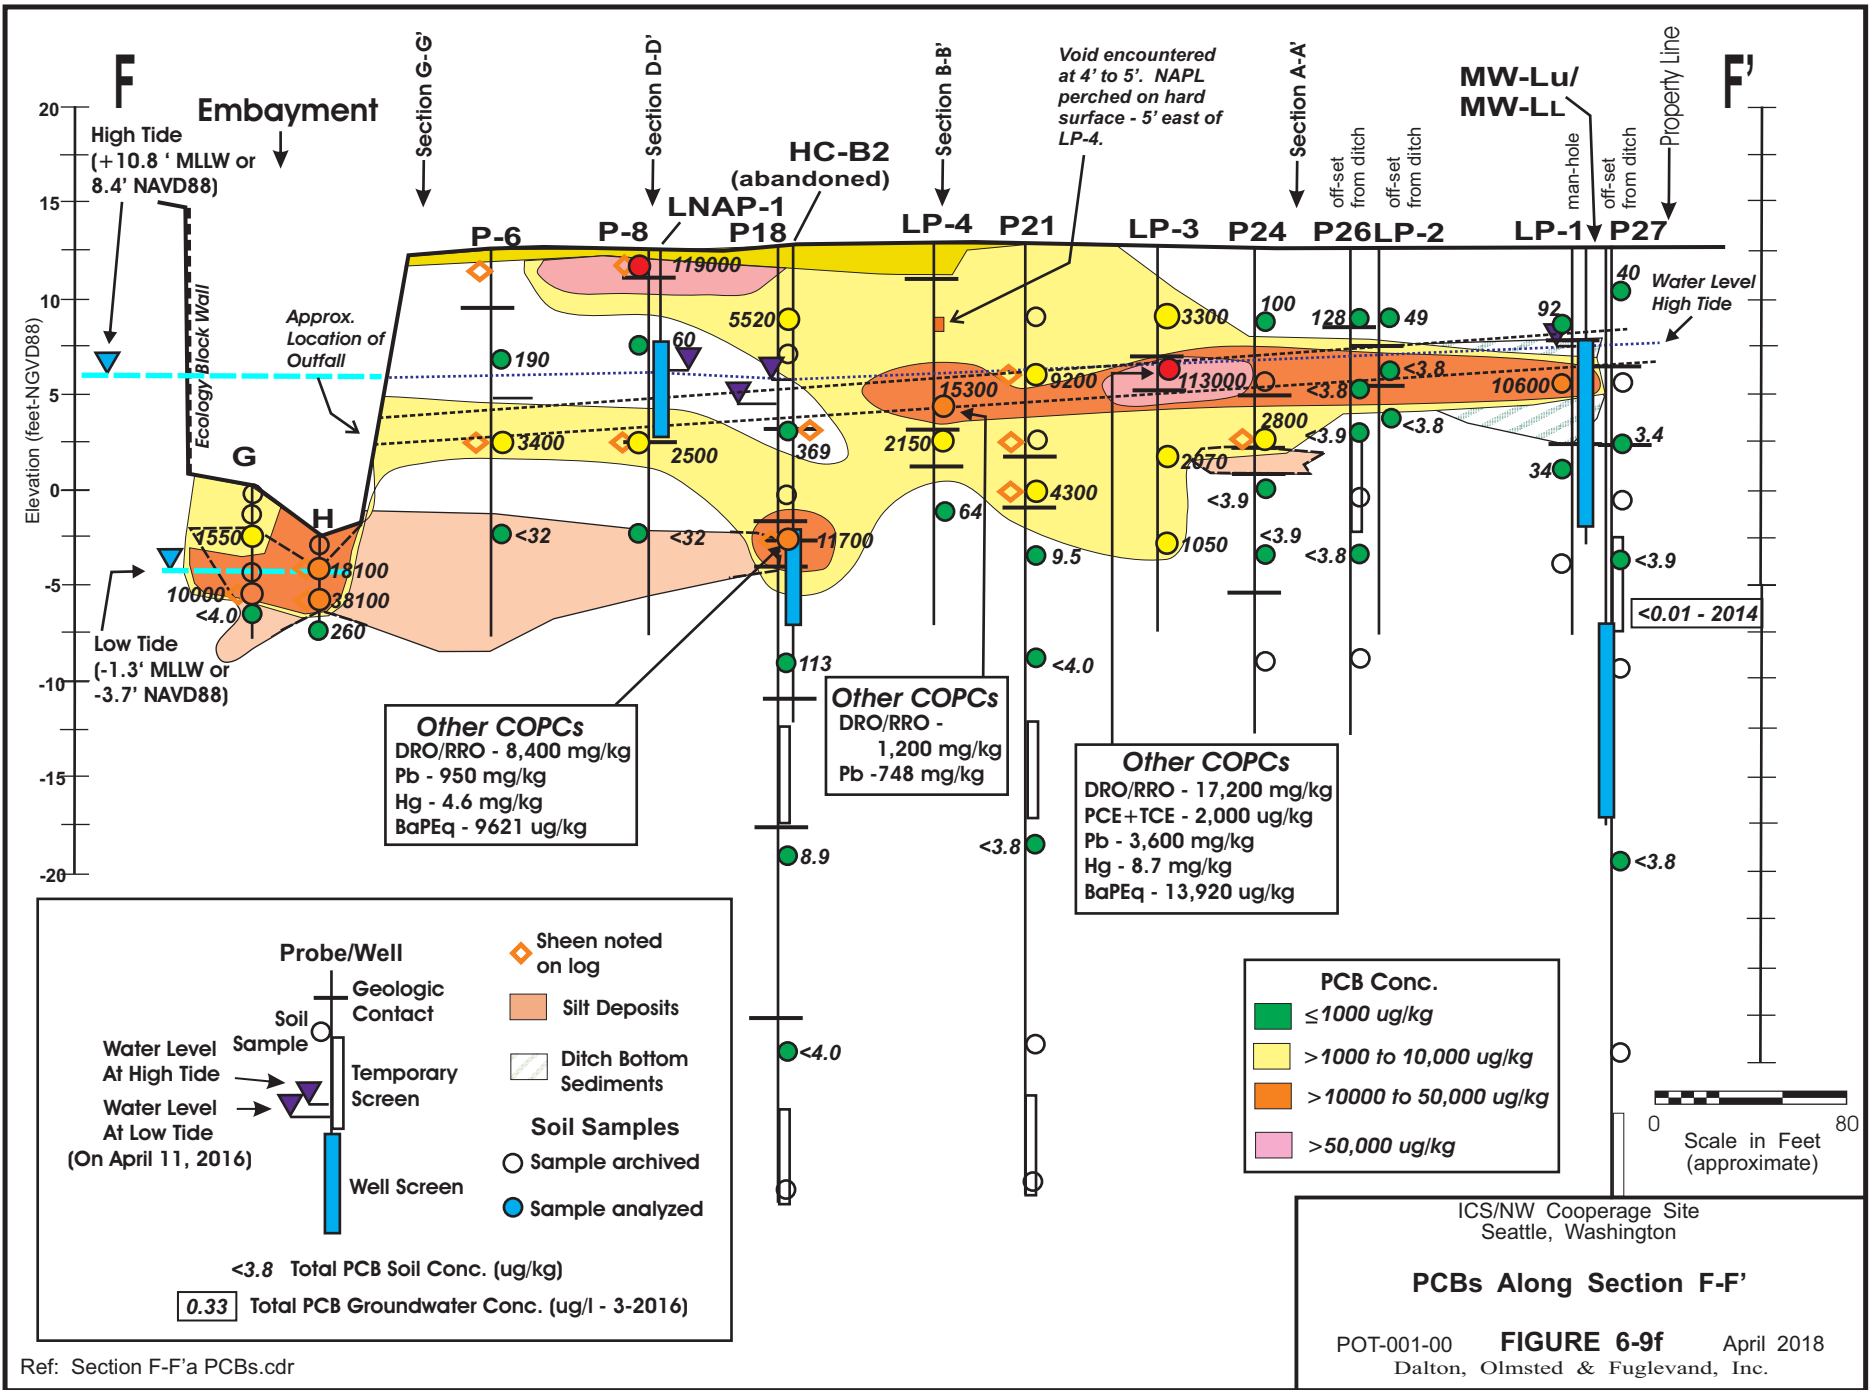 F
F'
Embayment
High Tide
(+10.8 ' MLLW or
8.4' NAVD88)
Section G-G'
Section D-D'
Section B-B'
Section A-A'
Void encountered
at 4' to 5'. NAPL
perched on hard
surface - 5' east of
LP-4.
HC-B2
(abandoned)
LNAP-1
MW-Lu/
MW-LL
Property Line
off-set
from ditch
off-set
from ditch
man-hole
off-set
from ditch
P-6
P-8
P18
LP-4
P21
LP-3
P24
P26
LP-2
LP-1
P27
Water Level
High Tide
Elevation (feet-NGVD88)
20
15
10
5
0
-5
-10
-15
-20
Ecology Block Wall
Approx.
Location of
Outfall
G
H
119000
190
60
5520
15300
9200
3300
113000
100
128
49
92
40
<3.8
<3.8
10600
3400
2500
369
2150
2800
<3.9
<3.8
3.4
2070
34
4300
<3.9
64
<32
<32
11700
1050
9.5
<3.9
<3.8
<3.9
1550
18100
10000
38100
<4.0
260
<0.01 - 2014
Low Tide
(-1.3' MLLW or
-3.7' NAVD88)
113
<4.0
8.9
<3.8
<3.8
<4.0
Other COPCs
DRO/RRO - 8,400 mg/kg
Pb - 950 mg/kg
Hg - 4.6 mg/kg
BaPEq - 9621 ug/kg
Other COPCs
DRO/RRO -
1,200 mg/kg
Pb -748 mg/kg
Other COPCs
DRO/RRO - 17,200 mg/kg
PCE+TCE - 2,000 ug/kg
Pb - 3,600 mg/kg
Hg - 8.7 mg/kg
BaPEq - 13,920 ug/kg
Probe/Well
Geologic
Contact
Soil
Sample
Water Level
At High Tide
Temporary
Screen
Water Level
At Low Tide
(On April 11, 2016)
Well Screen
Sheen noted
on log
Silt Deposits
Ditch Bottom
Sediments
Soil Samples
Sample archived
Sample analyzed
<3.8 Total PCB Soil Conc. (ug/kg)
0.33 Total PCB Groundwater Conc. (ug/l - 3-2016)
PCB Conc.
≤1000 ug/kg
>1000 to 10,000 ug/kg
>10000 to 50,000 ug/kg
>50,000 ug/kg
0 80
Scale in Feet
(approximate)
ICS/NW Cooperage Site
Seattle, Washington
PCBs Along Section F-F'
POT-001-00 FIGURE 6-9f April 2018
Dalton, Olmsted & Fuglevand, Inc.
Ref: Section F-F'a PCBs.cdr